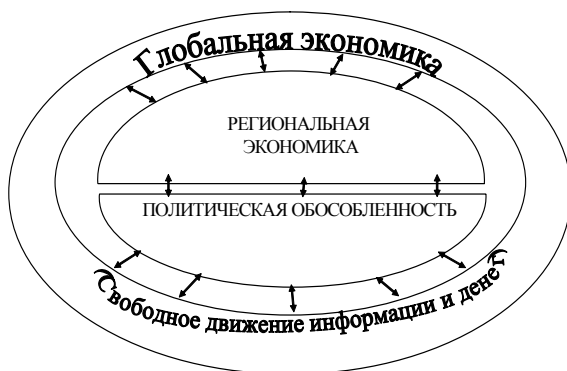 Глобальная экономика
РЕГИОНАЛЬНАЯ
ЭКОНОМИКА
ПОЛИТИЧЕСКАЯ ОБОСОБЛЕННОСТЬ
(Свободное движение информации и денег)